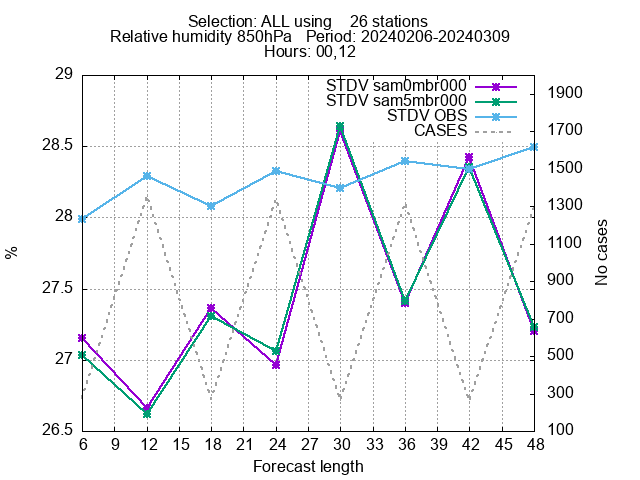 Selection: ALL using    26 stations
Relative humidity 850hPa   Period: 20240206-20240309
Hours: 00,12
STDV sam0mbr000
STDV sam5mbr000
STDV OBS
CASES
29
28.5
28
27.5
27
26.5
%
1900
1700
1500
1300
1100
900
700
500
300
100
No cases
6 9 12 15 18 21 24 27 30 33 36 39 42 45 48
Forecast length